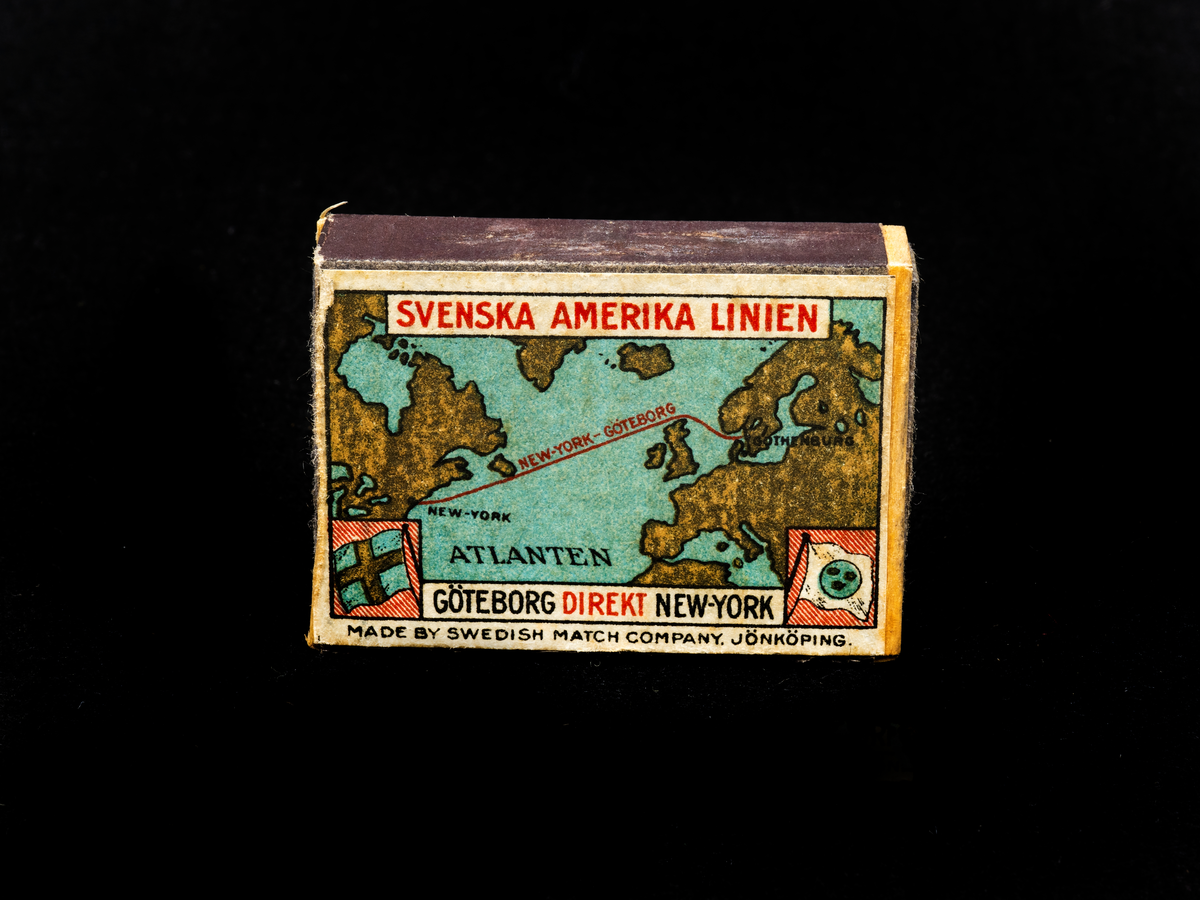 SVENSKA AMERIKA LINIEN
NEW-YORK-GÖTEBORG
GOTHENBURG
NEW-YORK
ATLANTEN
GÖTEBORG DIREKT NEW-YORK
MADE BY SWEDISH MATCH COMPANY. JÖNKÖPING.